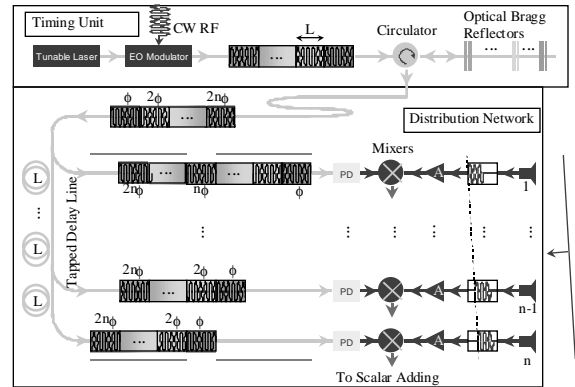 Timing Unit
CW RF
L
Circulator
Optical Bragg
Reflectors
...
...
Tunable Laser
EO Modulator
...
ϕ 2ϕ 2nϕ
...
Distribution Network
Mixers
L
...
L
L
Tapped Delay Line
... ...
PD
A
2nϕ nϕ ϕ
1
2nϕ 2ϕ ϕ
...
PD
A
n-1
2nϕ 2ϕ ϕ
...
PD
A
n
To Scalar Adding